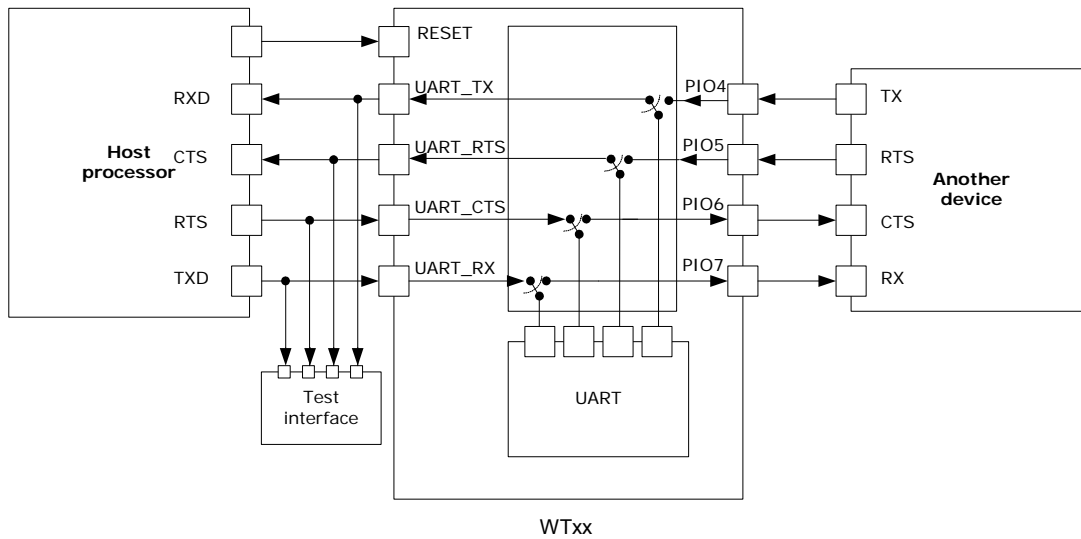 RESET
RXD
UART_TX
PIO4
TX
Host
processor
CTS
UART_RTS
PIO5
RTS
Another
device
RTS
UART_CTS
PIO6
CTS
TXD
UART_RX
PIO7
RX
Test
interface
UART
WTxx